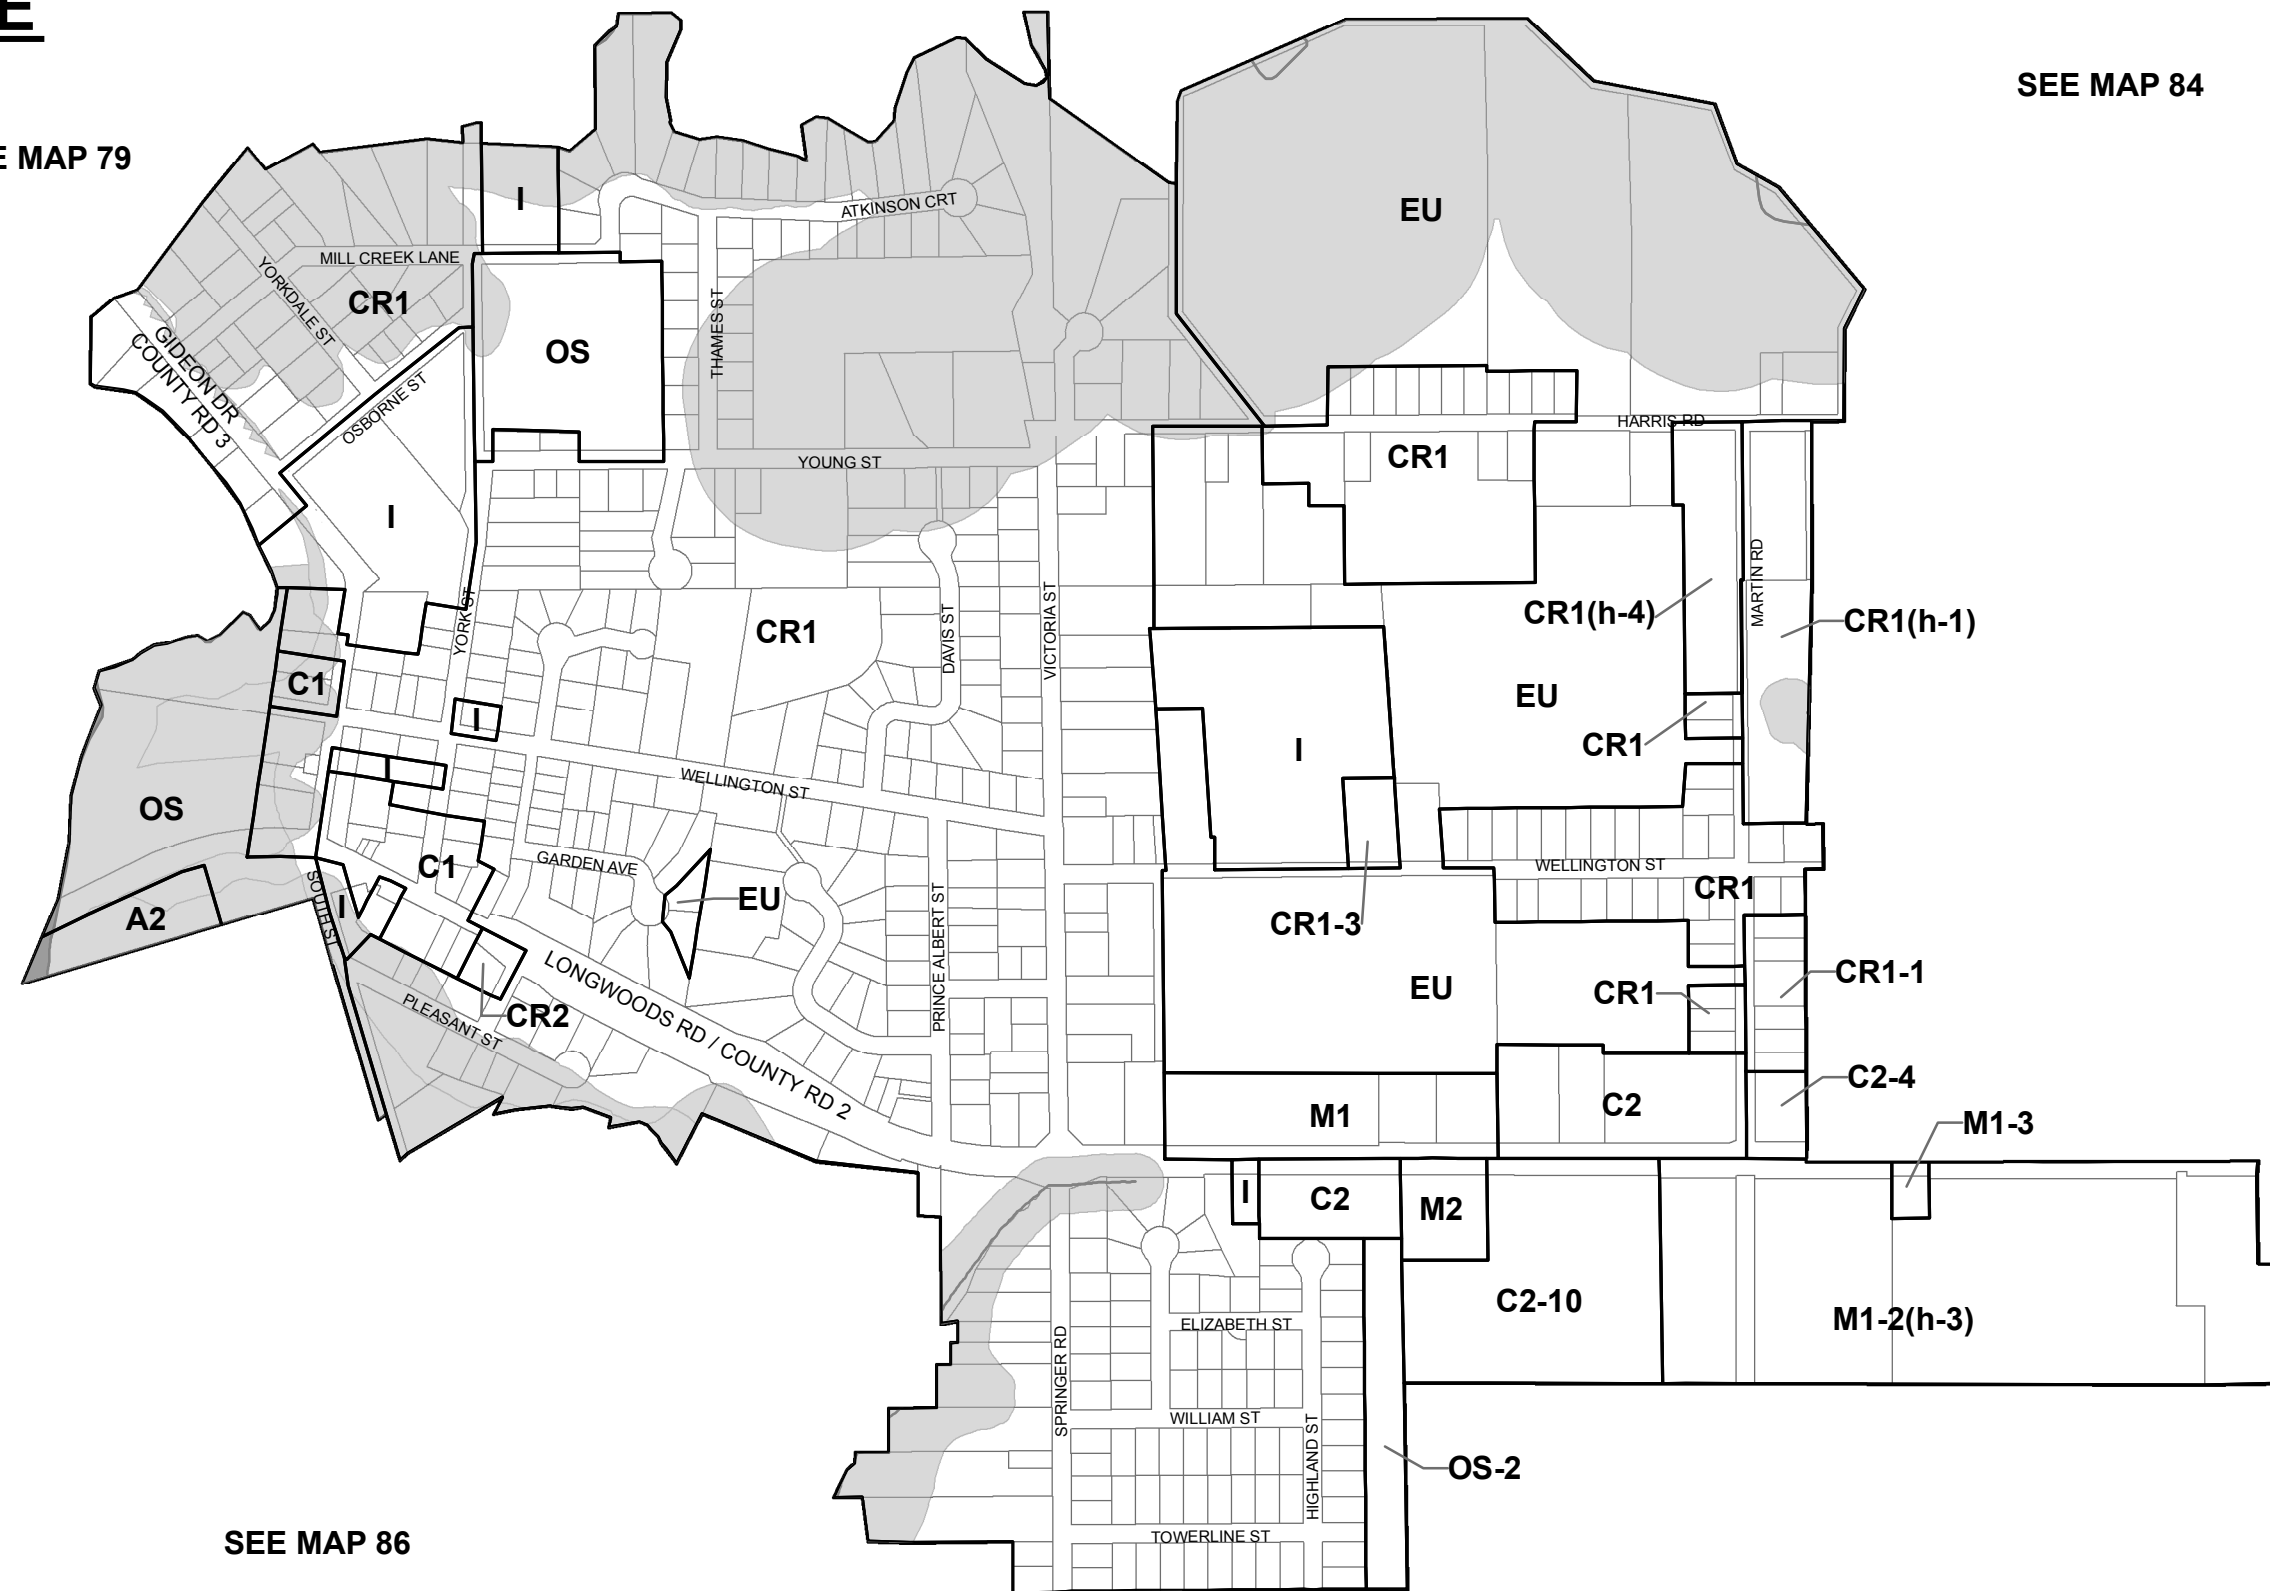 E
SEE MAP 84
E MAP 79
I
EU
ATKINSON CRT
MILL CREEK LANE
YORKDALE ST
CR1
THAMES ST
OS
GIDEON DR
COUNTY RD 3
OSBORNE ST
HARRIS RD
YOUNG ST
CR1
I
MARTIN RD
CR1(h-4)
CR1(h-1)
YORK ST
CR1
DAVIS ST
VICTORIA ST
C1
EU
I
CR1
I
I
WELLINGTON ST
OS
C1
GARDEN AVE
WELLINGTON ST
CR1
EU
CR1-3
A2
SOUTH ST
I
PRINCE ALBERT ST
CR1-1
EU
CR1
LONGWOODS RD / COUNTY RD 2
CR2
PLEASANT ST
C2-4
M1
C2
M1-3
I
C2
M2
C2-10
M1-2(h-3)
ELIZABETH ST
SPRINGER RD
WILLIAM ST
HIGHLAND ST
OS-2
TOWERLINE ST
SEE MAP 86